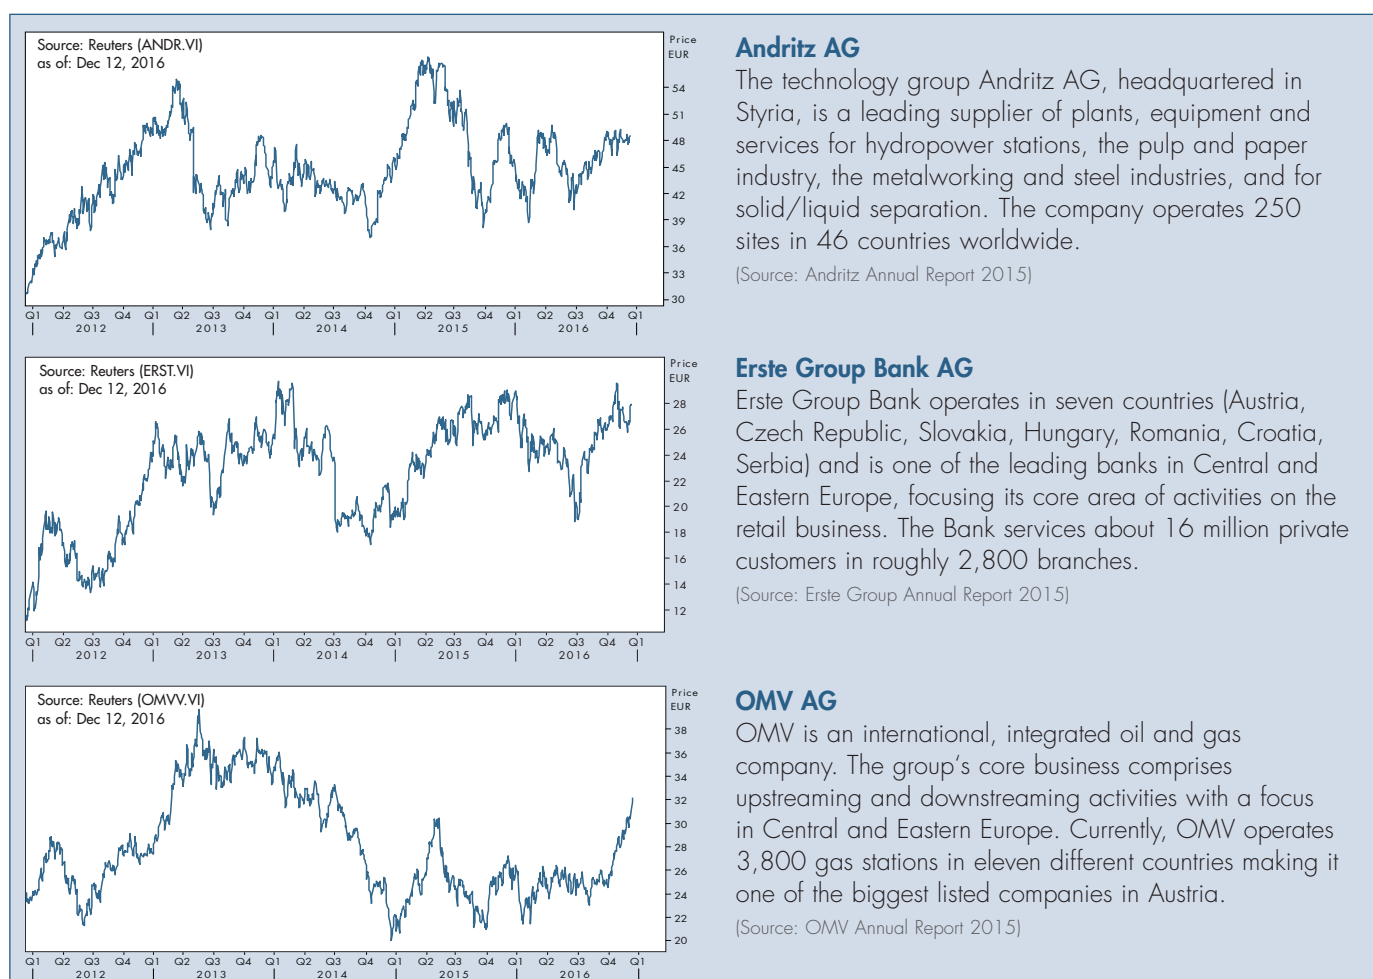 Source: Reuters (ANDR.VI)
as of: Dec 12, 2016
Price
EUR
54
51
48
45
42
39
36
33
30
Q1 Q2 Q3 Q4 Q1 Q2 Q3 Q4 Q1 Q2 Q3 Q4 Q1 Q2 Q3 Q4 Q1 Q2 Q3 Q4 Q1
2012 2013 2014 2015 2016
Andritz AG
The technology group Andritz AG, headquartered in
Styria, is a leading supplier of plants, equipment and
services for hydropower stations, the pulp and paper
industry, the metalworking and steel industries, and for
solid/liquid separation. The company operates 250
sites in 46 countries worldwide.
(Source: Andritz Annual Report 2015)
Source: Reuters (ERST.VI)
as of: Dec 12, 2016
Price
EUR
28
26
24
22
20
18
16
14
12
Q1 Q2 Q3 Q4 Q1 Q2 Q3 Q4 Q1 Q2 Q3 Q4 Q1 Q2 Q3 Q4 Q1 Q2 Q3 Q4 Q1
2012 2013 2014 2015 2016
Erste Group Bank AG
Erste Group Bank operates in seven countries (Austria,
Czech Republic, Slovakia, Hungary, Romania, Croatia,
Serbia) and is one of the leading banks in Central and
Eastern Europe, focusing its core area of activities on the
retail business. The Bank services about 16 million private
customers in roughly 2,800 branches.
(Source: Erste Group Annual Report 2015)
Source: Reuters (OMVV.VI)
as of: Dec 12, 2016
Price
EUR
38
36
34
32
30
28
26
24
22
20
Q1 Q2 Q3 Q4 Q1 Q2 Q3 Q4 Q1 Q2 Q3 Q4 Q1 Q2 Q3 Q4 Q1 Q2 Q3 Q4 Q1
2012 2013 2014 2015 2016
OMV AG
OMV is an international, integrated oil and gas
company. The group's core business comprises
upstreaming and downstreaming activities with a focus
in Central and Eastern Europe. Currently, OMV operates
3,800 gas stations in eleven different countries making it
one of the biggest listed companies in Austria.
(Source: OMV Annual Report 2015)